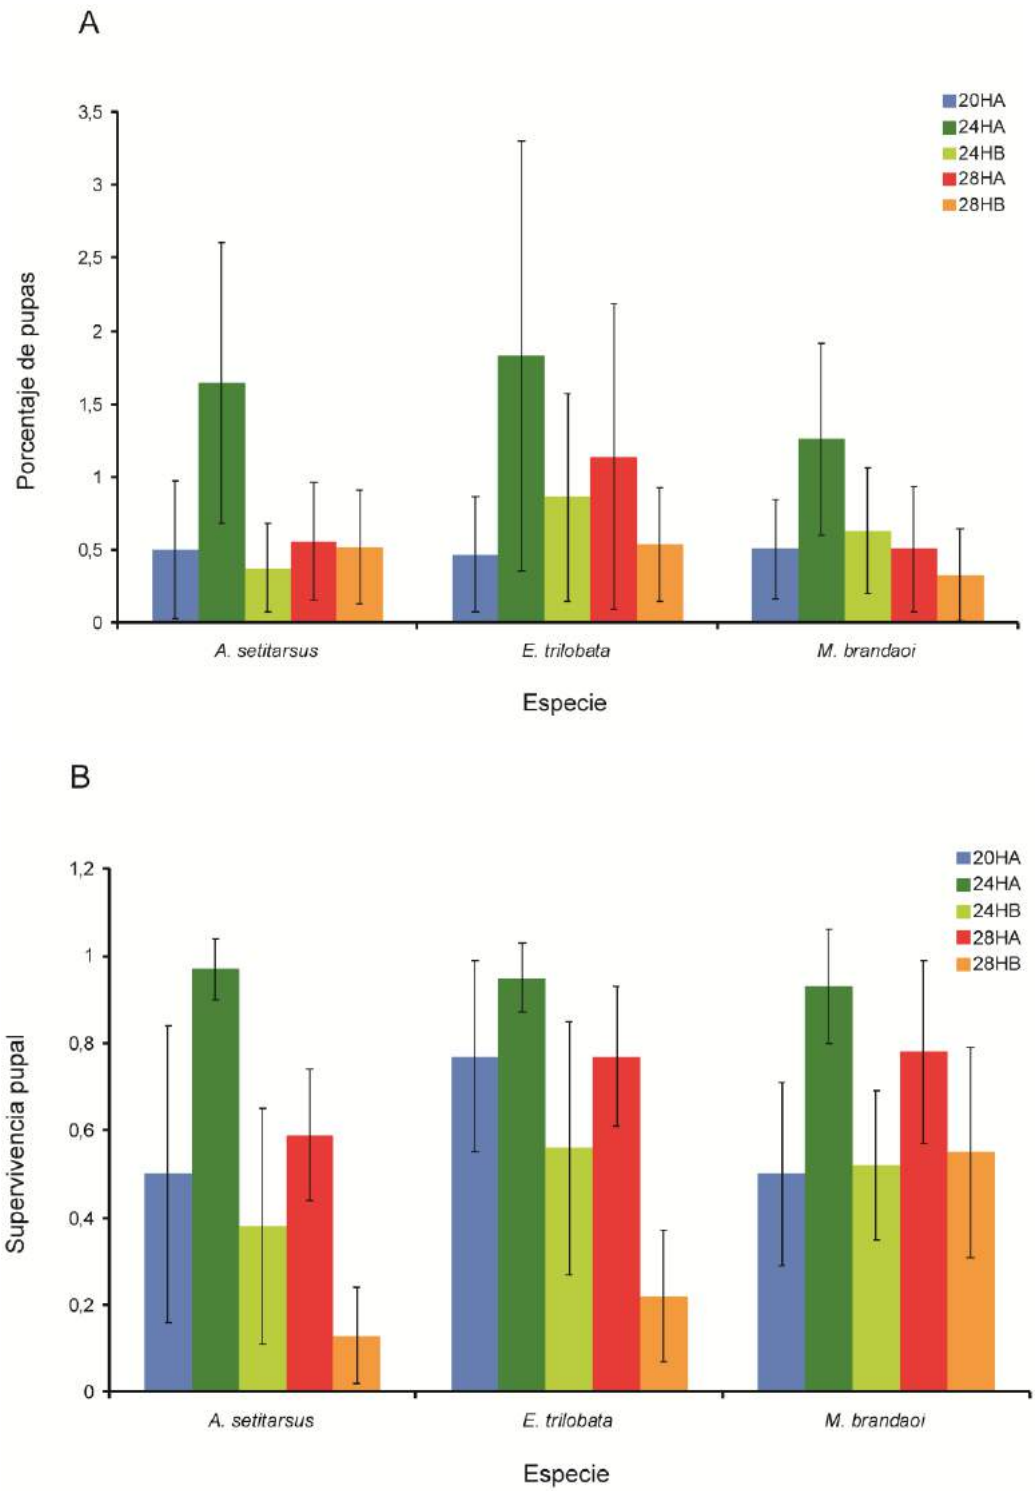 A
3,5
3
2,5
2
1,5
1
0,5
0
20HA
24HA
24HB
28HA
28HB
Porcentaje de pupas
A. setitarsus
E. trilobata
M. brandaoi
Especie
B
1,2
1
0,8
0,6
0,4
0,2
0
20HA
24HA
24HB
28HA
28HB
Supervivencia pupal
A. setitarsus
E. trilobata
M. brandaoi
Especie